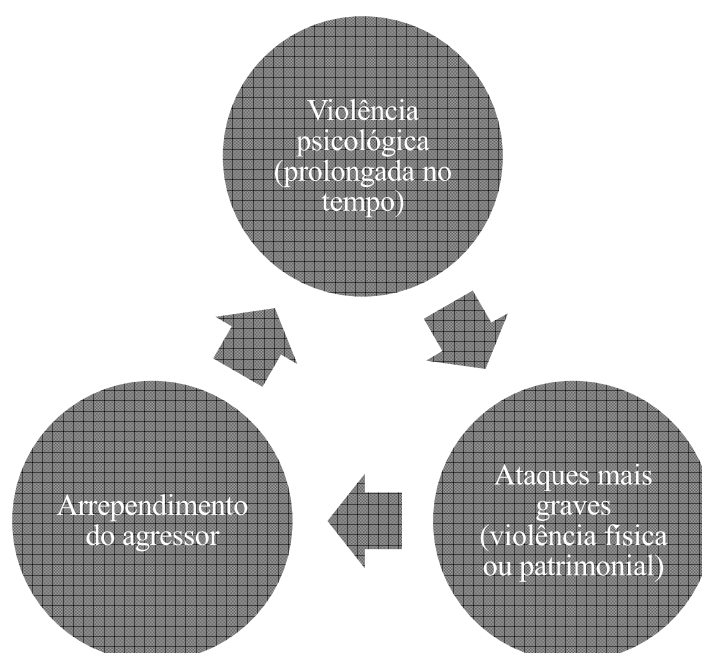 Violência
psicológica
(prolongada no
tempo)
Ataques mais
graves
(violência física
ou patrimonial)
Arrependimento
do agressor